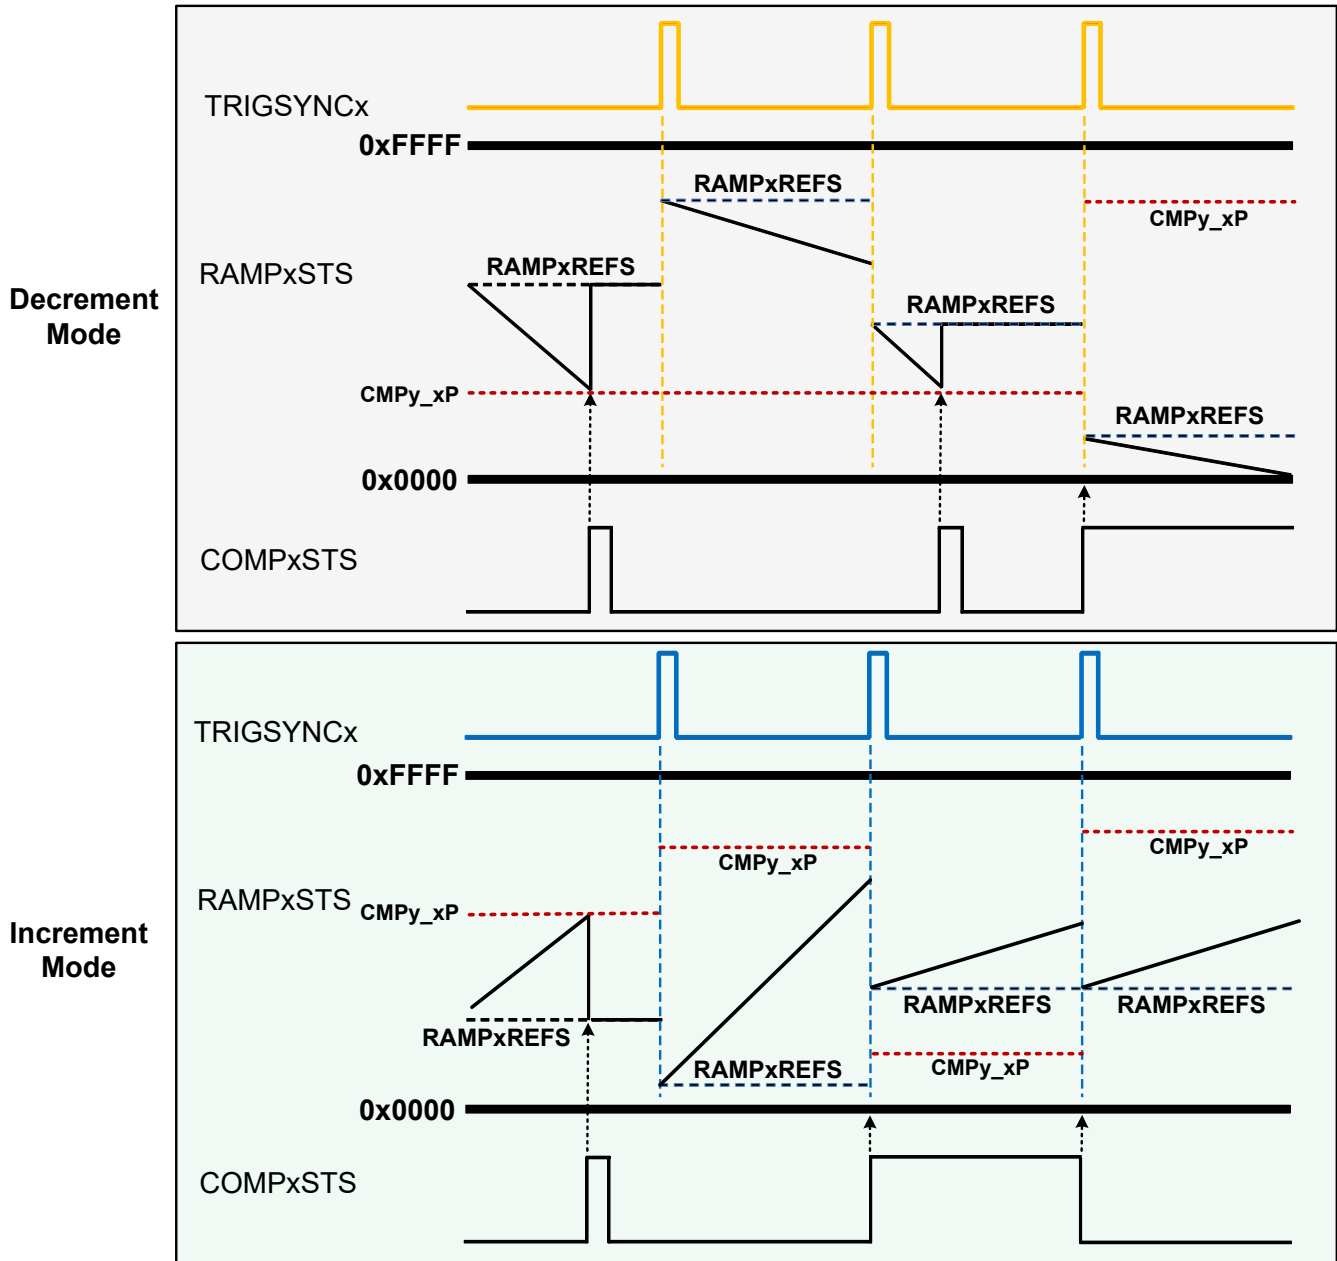 TRIGSYNCx
0xFFFF
RAMPxREFS
CMPy_xP
RAMPxSTS
RAMPxREFS
Decrement
Mode
RAMPxREFS
CMPy_xP
RAMPxREFS
0x0000
COMPxSTS
TRIGSYNCx
0xFFFF
CMPy_xP
CMPy_xP
RAMPxSTS
CMPy_xP
Increment
Mode
RAMPxREFS
RAMPxREFS
RAMPxREFS
CMPy_xP
RAMPxREFS
0x0000
COMPxSTS